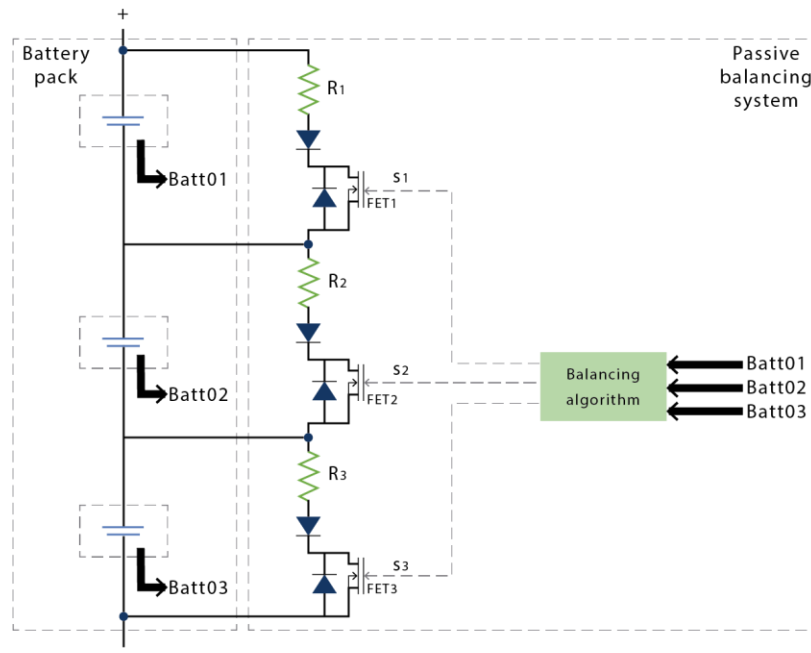 +
Battery
pack
Passive
balancing
system
R1
Batt01
S1
FET1
R2
Batt02
S2
FET2
Balancing
algorithm
Batt01
Batt02
Batt03
R3
Batt03
S3
FET3